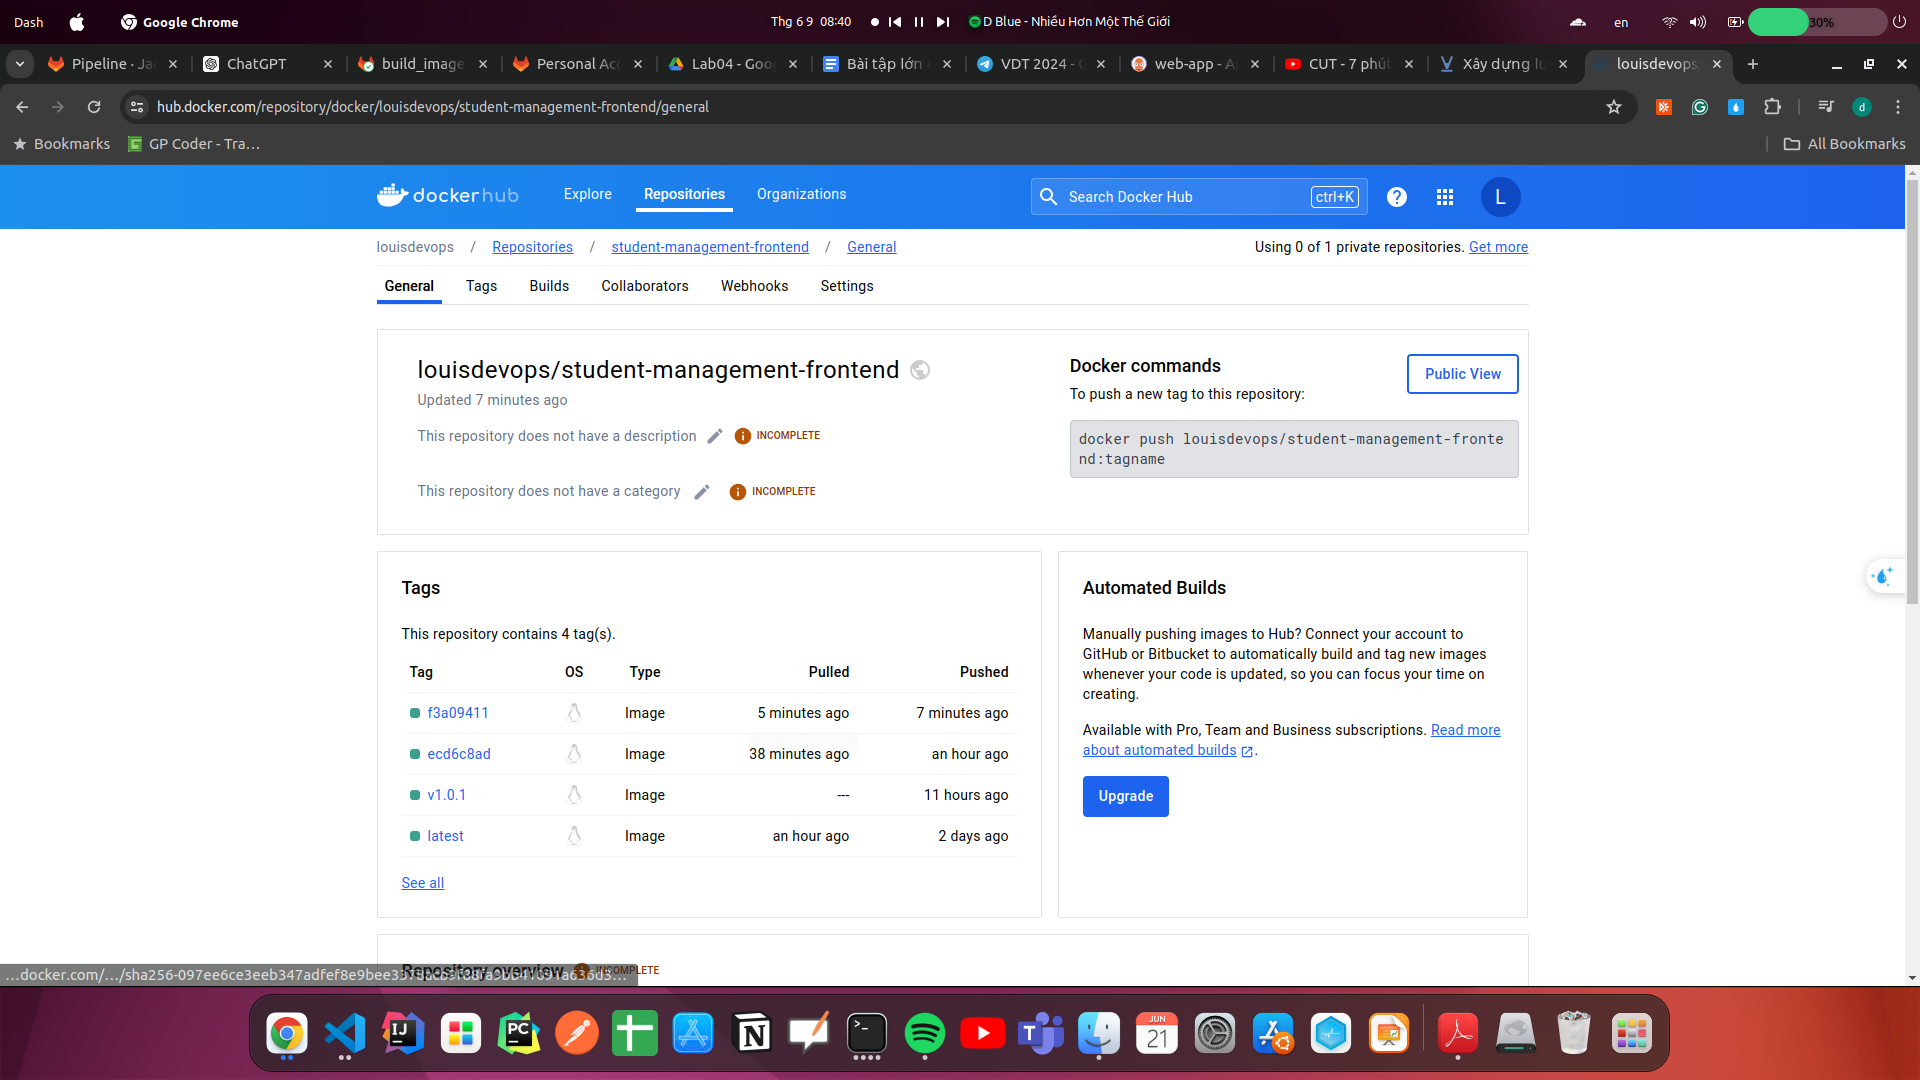 Dash
Google Chrome
Thg 6 9 08:40
D Blue - Nhiều Hơn Một Thế Giới
en
30%
Pipeline · Ja
ChatGPT
build_image
Personal Ac
Lab04 - Goo
Bài tập lớn
VDT 2024 -
web-app - A
CUT - 7 phút
Xây dựng lu
louisdevops
hub.docker.com/repository/docker/louisdevops/student-management-frontend/general
d
Bookmarks
GP Coder - Tra…
All Bookmarks
docker hub
Explore
Repositories
Organizations
Search Docker Hub
ctrl+K
L
louisdevops / Repositories / student-management-frontend / General
Using 0 of 1 private repositories. Get more
General
Tags
Builds
Collaborators
Webhooks
Settings
louisdevops/student-management-frontend
Updated 7 minutes ago
This repository does not have a description
INCOMPLETE
This repository does not have a category
INCOMPLETE
Docker commands
Public View
To push a new tag to this repository:
docker push louisdevops/student-management-fronte
nd:tagname
Tags
This repository contains 4 tag(s).
Tag OS Type Pulled Pushed
f3a09411 Image 5 minutes ago 7 minutes ago
ecd6c8ad Image 38 minutes ago an hour ago
v1.0.1 Image --- 11 hours ago
latest Image an hour ago 2 days ago
See all
Automated Builds
Manually pushing images to Hub? Connect your account to
GitHub or Bitbucket to automatically build and tag new images
whenever your code is updated, so you can focus your time on
creating.
Available with Pro, Team and Business subscriptions. Read more
about automated builds.
Upgrade
Repository overview
INCOMPLETE
IJ
PC
N
JUN
21